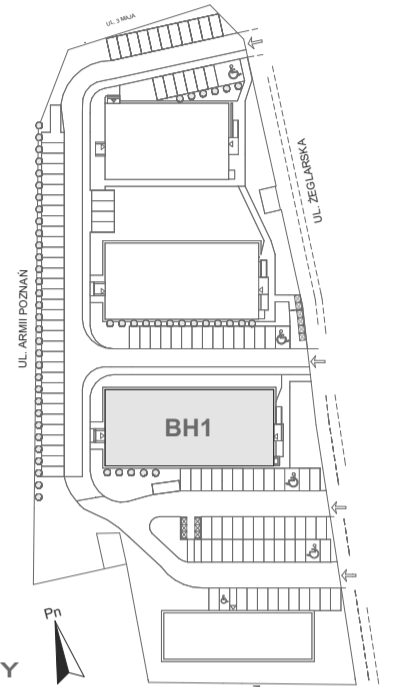 UL. 3 MAJA
UL. ŻEGLARSKA
UL. ARMII POZNAŃ
BH1
Pn
Y